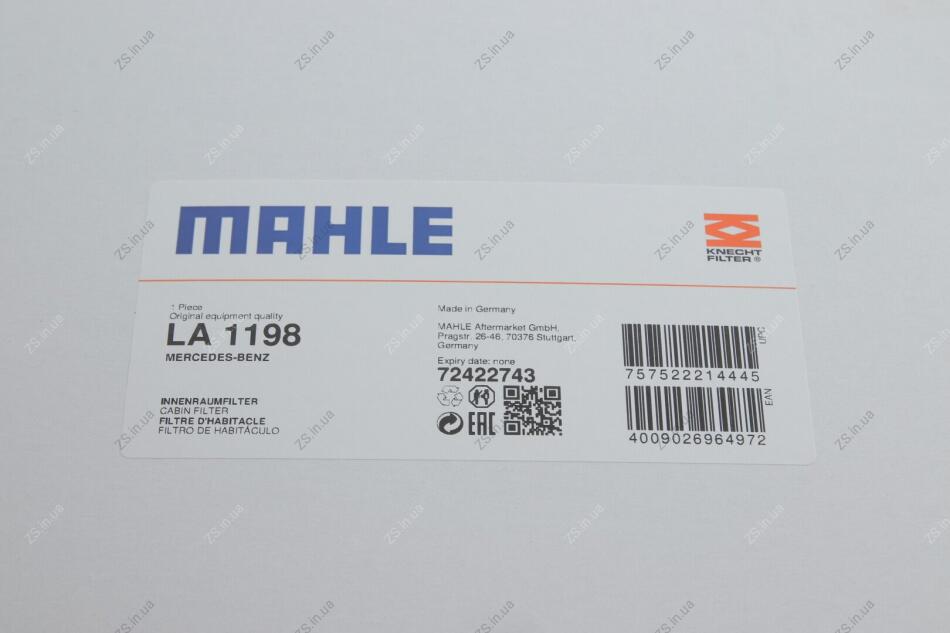 MAHLE
KNECHT
FILTER®
1 Piece
Original equipment quality
LA 1198
MERCEDES-BENZ
INNENRAUMFILTER
CABIN FILTER
FILTRE D'HABITACLE
FILTRO DE HABITÁCULO
Made in Germany
MAHLE Aftermarket GmbH,
Pragstr. 26-46, 70376 Stuttgart,
Germany
Expiry date: none
72422743
EAC
UPC
757522214445
EAN
4009026964972
ZS.in.ua